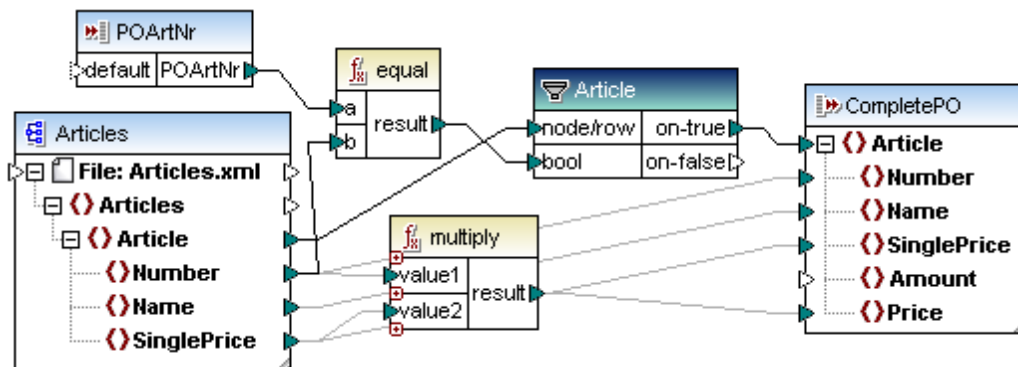 POArtNr
default POArtNr
equal
a
b
result
Article
node/row on-true
bool on-false
CompletePO
Article
Number
Name
SinglePrice
Amount
Price
Articles
File: Articles.xml
Articles
Article
Number
Name
SinglePrice
multiply
value1
value2
result